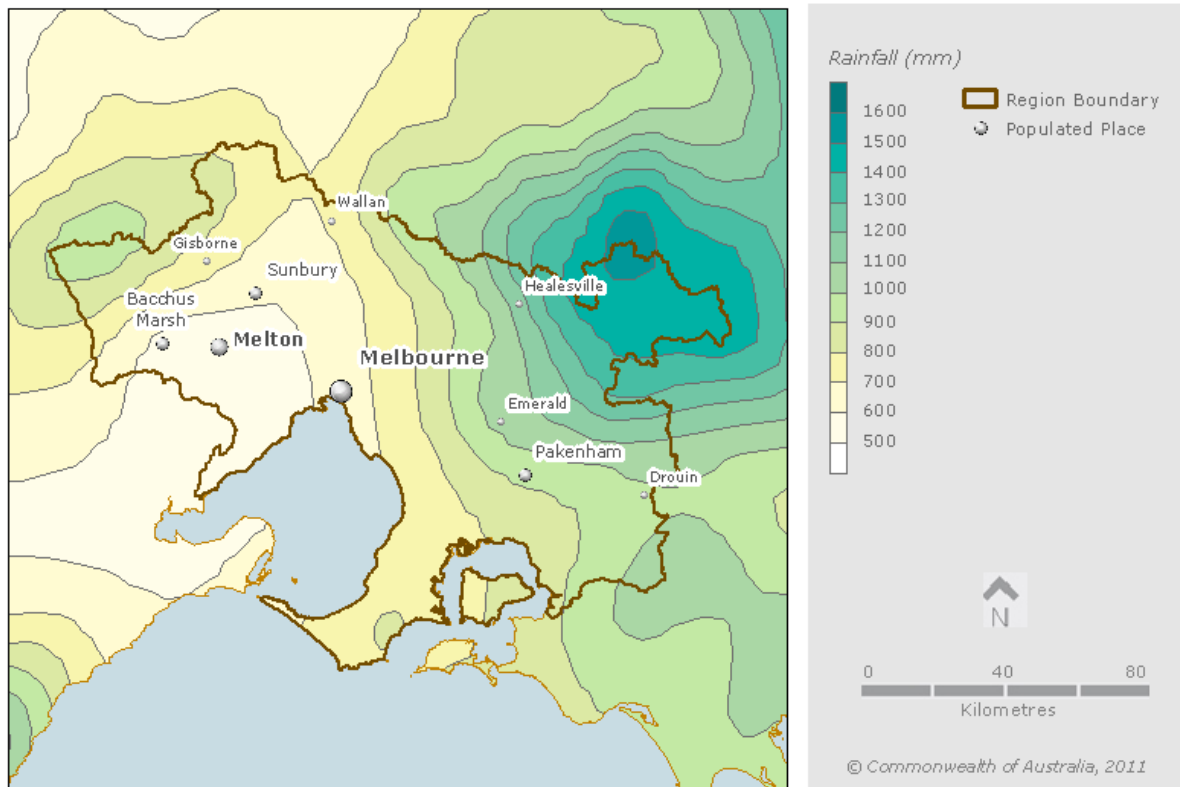 Wallan
Gisborne
Sunbury
Healesville
Bacchus
Marsh
Melton
Melbourne
Emerald
Pakenham
Drouin
Rainfall (mm)
1600
1500
1400
1300
1200
1100
1000
900
800
700
600
500
Region Boundary
Populated Place
N
0 40 80
Kilometres
© Commonwealth of Australia, 2011